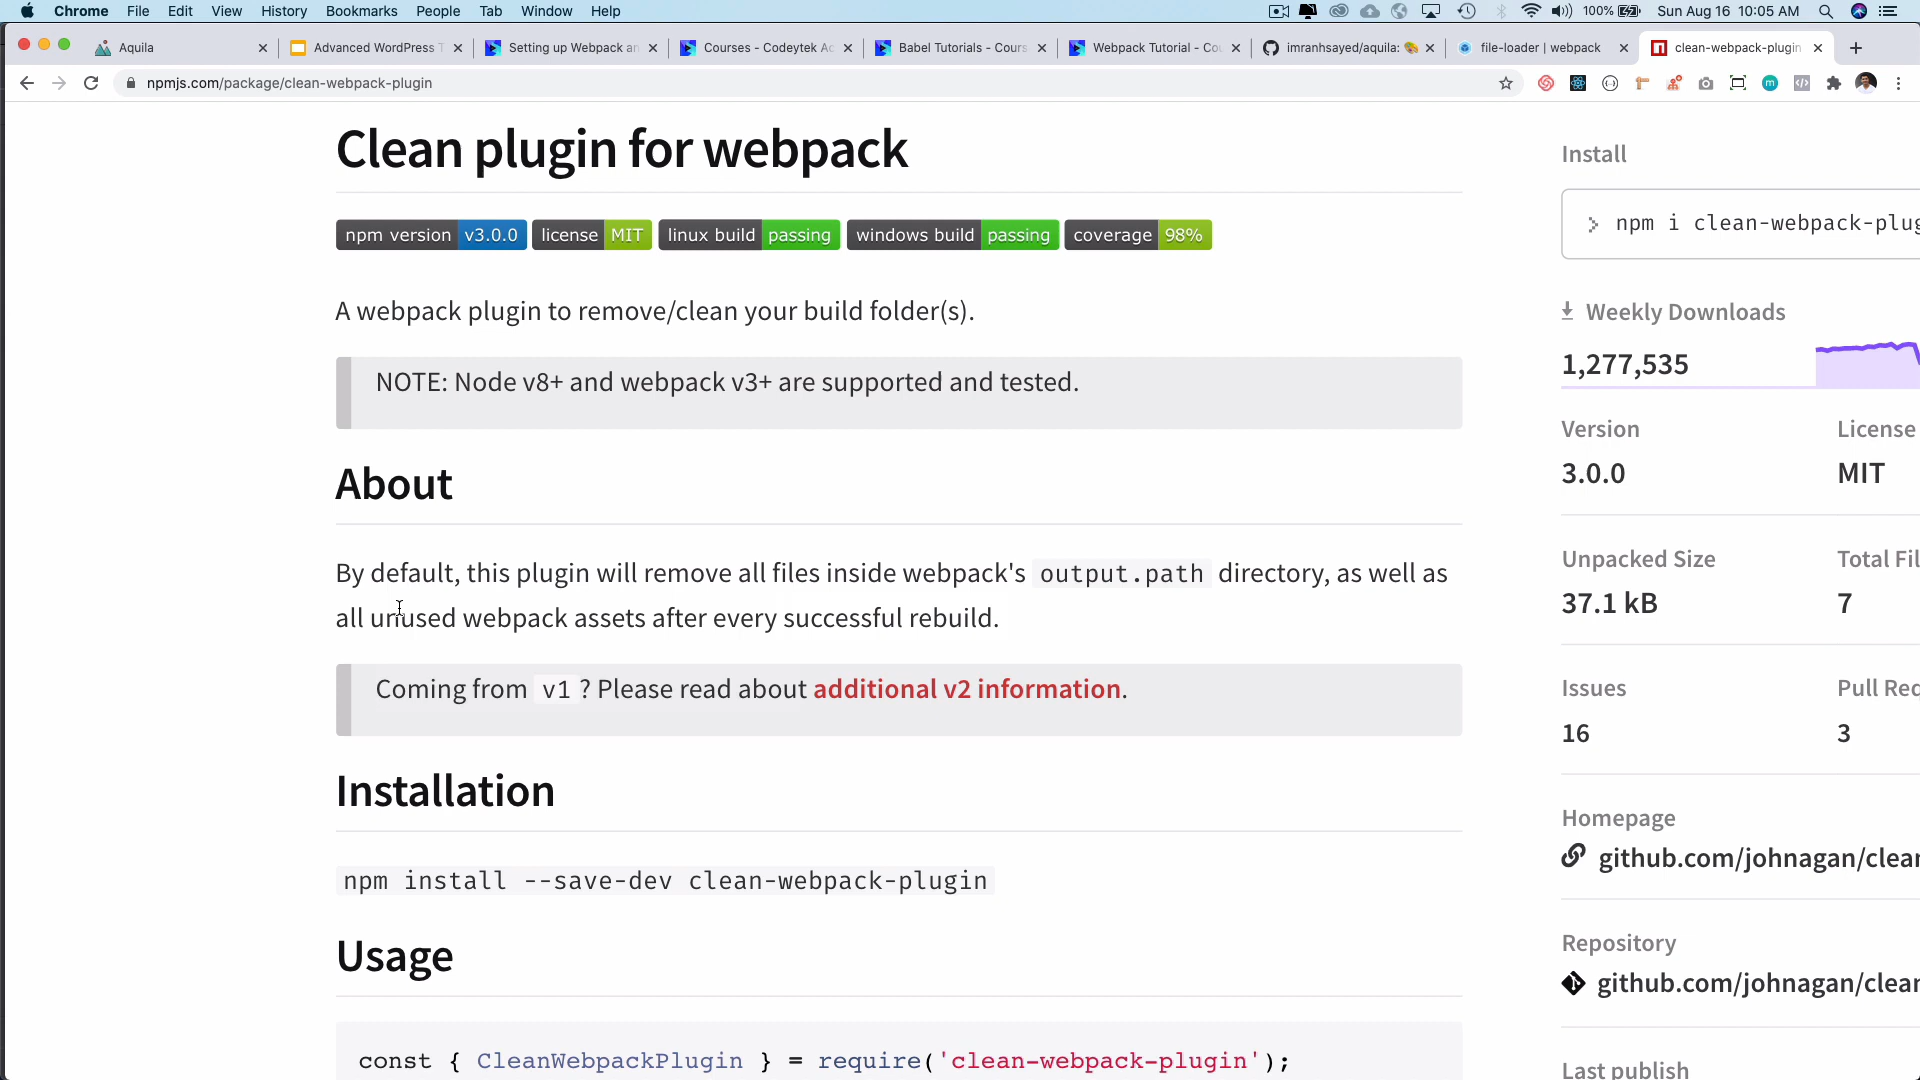 Chrome File Edit View History Bookmarks People Tab Window Help 100% Sun Aug 16 10:05 AM
Aquila Advanced WordPress T Setting up Webpack an Courses - Codeytek Ac Babel Tutorials - Cours Webpack Tutorial - Co imranhsayed/aquila: file-loader | webpack clean-webpack-plugin
npmjs.com/package/clean-webpack-plugin
Clean plugin for webpack
npm version v3.0.0 license MIT linux build passing windows build passing coverage 98%
A webpack plugin to remove/clean your build folder(s).
NOTE: Node v8+ and webpack v3+ are supported and tested.
About
By default, this plugin will remove all files inside webpack's output.path directory, as well as
all unused webpack assets after every successful rebuild.
Coming from v1 ? Please read about additional v2 information.
Installation
npm install --save-dev clean-webpack-plugin
Usage
const { CleanWebpackPlugin } = require('clean-webpack-plugin');
Install
> npm i clean-webpack-plug
Weekly Downloads
1,277,535
Version License
3.0.0 MIT
Unpacked Size Total Fil
37.1 kB 7
Issues Pull Req
16 3
Homepage
github.com/johnagan/clean
Repository
github.com/johnagan/clean
Last publish